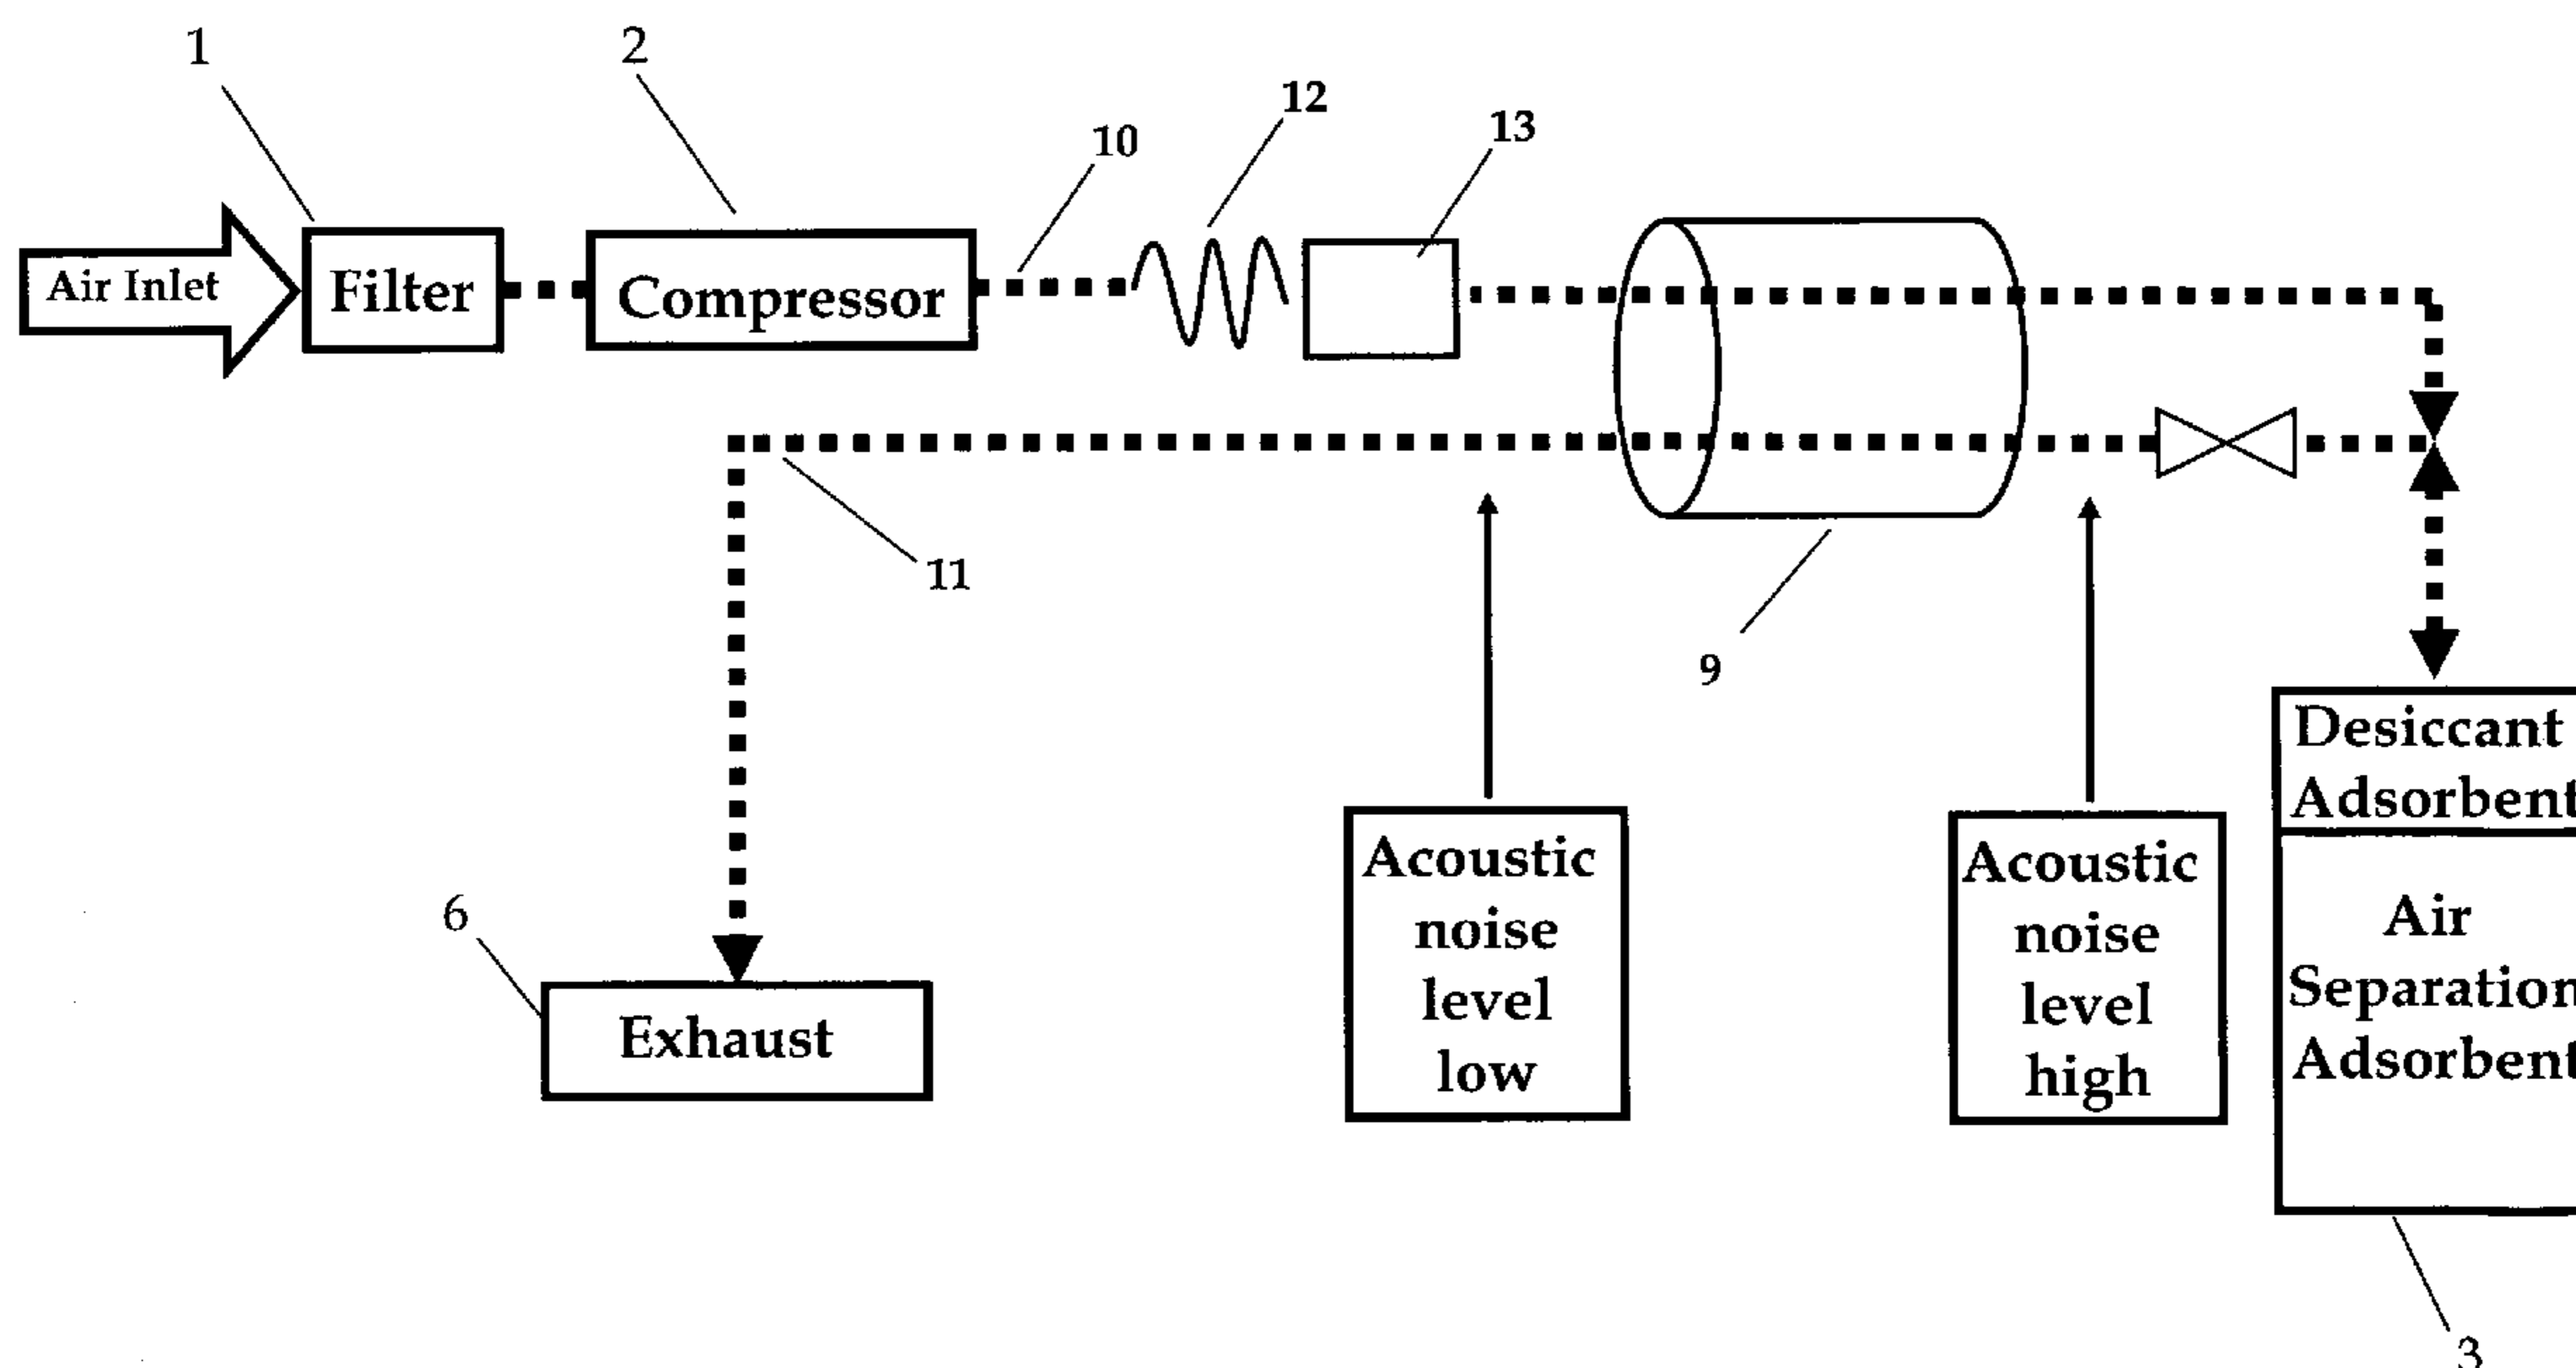 1
2
12
10
13
Air Inlet
Filter
Compressor
11
9
Desiccant
Adsorbent
Acoustic
noise
level
low
Acoustic
noise
level
high
Air
Separation
Adsorbent
6
Exhaust
3